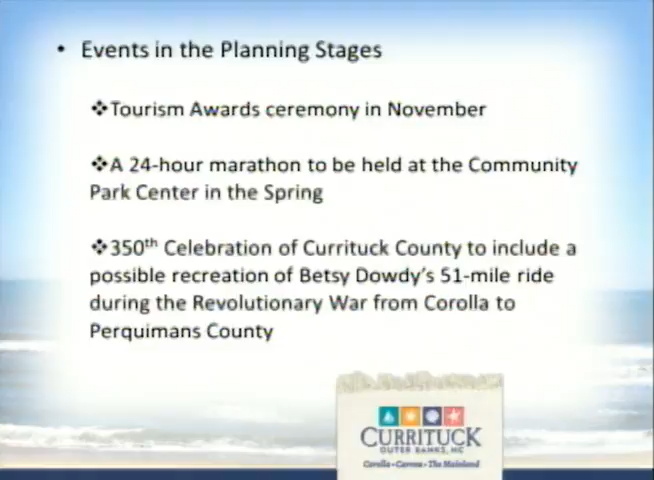 • Events in the Planning Stages
❖Tourism Awards ceremony in November
❖A 24-hour marathon to be held at the Community
Park Center in the Spring
❖350th Celebration of Currituck County to include a
possible recreation of Betsy Dowdy's 51-mile ride
during the Revolutionary War from Corolla to
Perquimans County
CURRITUCK
OUTER BANKS, NC
Corolla • Carova • The Mainland